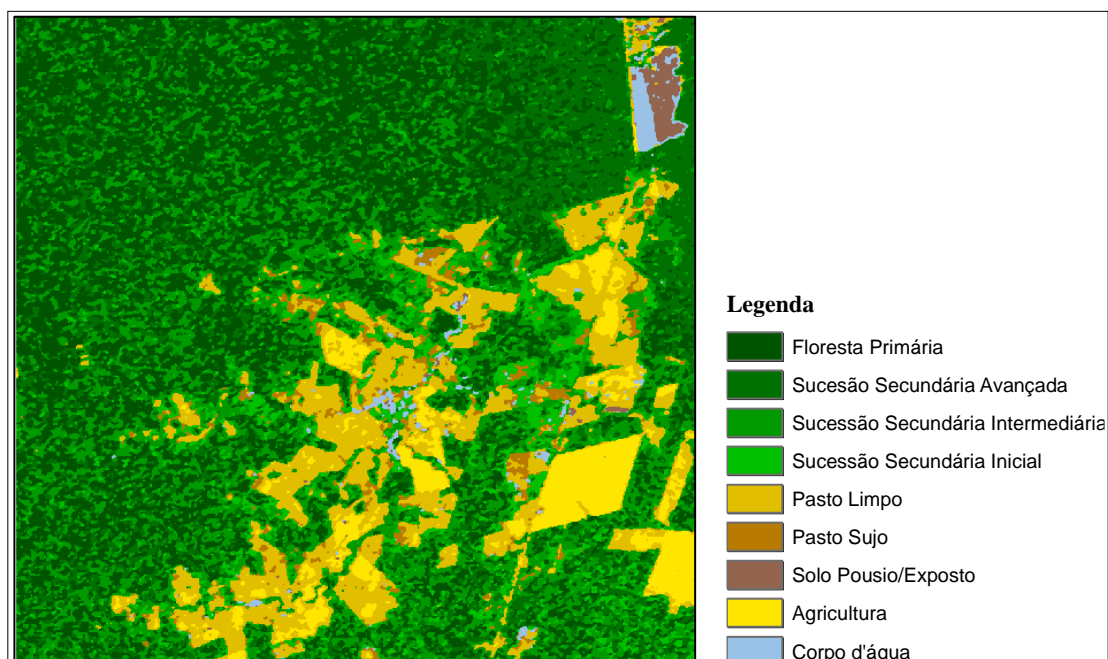 Legenda
Floresta Primária
Sucesão Secundária Avançada
Sucessão Secundária Intermediária
Sucessão Secundária Inicial
Pasto Limpo
Pasto Sujo
Solo Pousio/Exposto
Agricultura
Corpo d'água